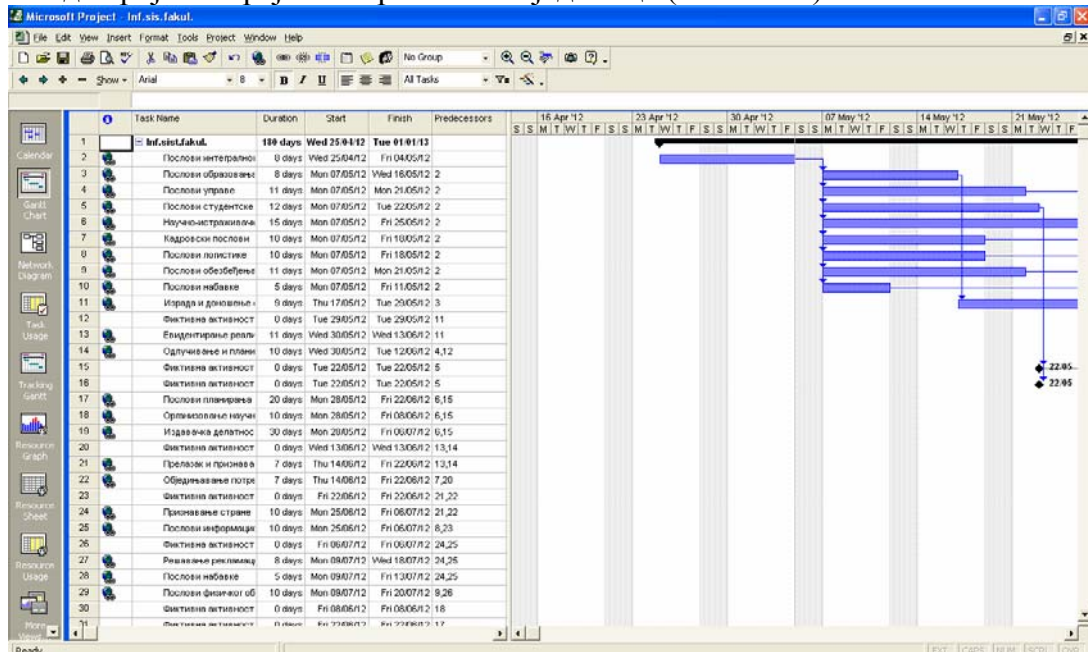 Microsoft Project - Inf.sis.fakul.
File Edit View Insert Format Tools Project Window Help
No Group
Show Arial 8 B I U All Tasks
Task Name Duration Start Finish Predecessors
16 Apr '12 23 Apr '12 30 Apr '12 07 May '12 14 May '12 21 May '12
S S M T W T F S S M T W T F S S M T W T F S S M T W T F S S M T W T F S S M T W T F
1 Inf.sist.fakul. 180 days Wed 25/04/12 Tue 01/01/13
2 Послови интегралног 8 days Wed 25/04/12 Fri 04/05/12
3 Послови образовања 8 days Mon 07/05/12 Wed 16/05/12 2
4 Послови управе 11 days Mon 07/05/12 Mon 21/05/12 2
5 Послови студентске 12 days Mon 07/05/12 Tue 22/05/12 2
6 Научно-истраживачк 15 days Mon 07/05/12 Fri 25/05/12 2
7 Кадровски послови 10 days Mon 07/05/12 Fri 18/05/12 2
8 Послови логистике 10 days Mon 07/05/12 Fri 18/05/12 2
9 Послови обезбеђења 11 days Mon 07/05/12 Mon 21/05/12 2
10 Послови набавке 5 days Mon 07/05/12 Fri 11/05/12 2
11 Израда и доношење 9 days Thu 17/05/12 Tue 29/05/12 3
12 Фиктивна активност 0 days Tue 29/05/12 Tue 29/05/12 11
13 Евидентирање реали 11 days Wed 30/05/12 Wed 13/06/12 11
14 Одлучивање и плани 10 days Wed 30/05/12 Tue 12/06/12 4,12
15 Фиктивна активност 0 days Tue 22/05/12 Tue 22/05/12 5
22/05
16 Фиктивна активност 0 days Tue 22/05/12 Tue 22/05/12 5
22/05
17 Послови планирања 20 days Mon 28/05/12 Fri 22/06/12 6,15
18 Организовање научн 10 days Mon 28/05/12 Fri 08/06/12 6,15
19 Издавачка делатнос 30 days Mon 28/05/12 Fri 06/07/12 6,15
20 Фиктивна активност 0 days Wed 13/06/12 Wed 13/06/12 13,14
21 Прелазак и признава 7 days Thu 14/06/12 Fri 22/06/12 13,14
22 Обједињавање потре 7 days Thu 14/06/12 Fri 22/06/12 7,20
23 Фиктивна активност 0 days Fri 22/06/12 Fri 22/06/12 21,22
24 Признавање стране 10 days Mon 25/06/12 Fri 06/07/12 21,22
25 Послови информациј 10 days Mon 25/06/12 Fri 06/07/12 8,23
26 Фиктивна активност 0 days Fri 06/07/12 Fri 06/07/12 24,25
27 Решавање рекламац 8 days Mon 09/07/12 Wed 18/07/12 24,25
28 Послови набавке 5 days Mon 09/07/12 Fri 13/07/12 24,25
29 Послови физичког об 10 days Mon 09/07/12 Fri 20/07/12 9,26
30 Фиктивна активност 0 days Fri 08/06/12 Fri 08/06/12 18
31 Фиктивна активност 0 days Fri 22/06/12 Fri 22/06/12 17
Calendar
Gantt Chart
Network Diagram
Task Usage
Tracking Gantt
Resource Graph
Resource Sheet
Resource Usage
More Views...
Ready
EXT CAPS NUM SCRL OVR